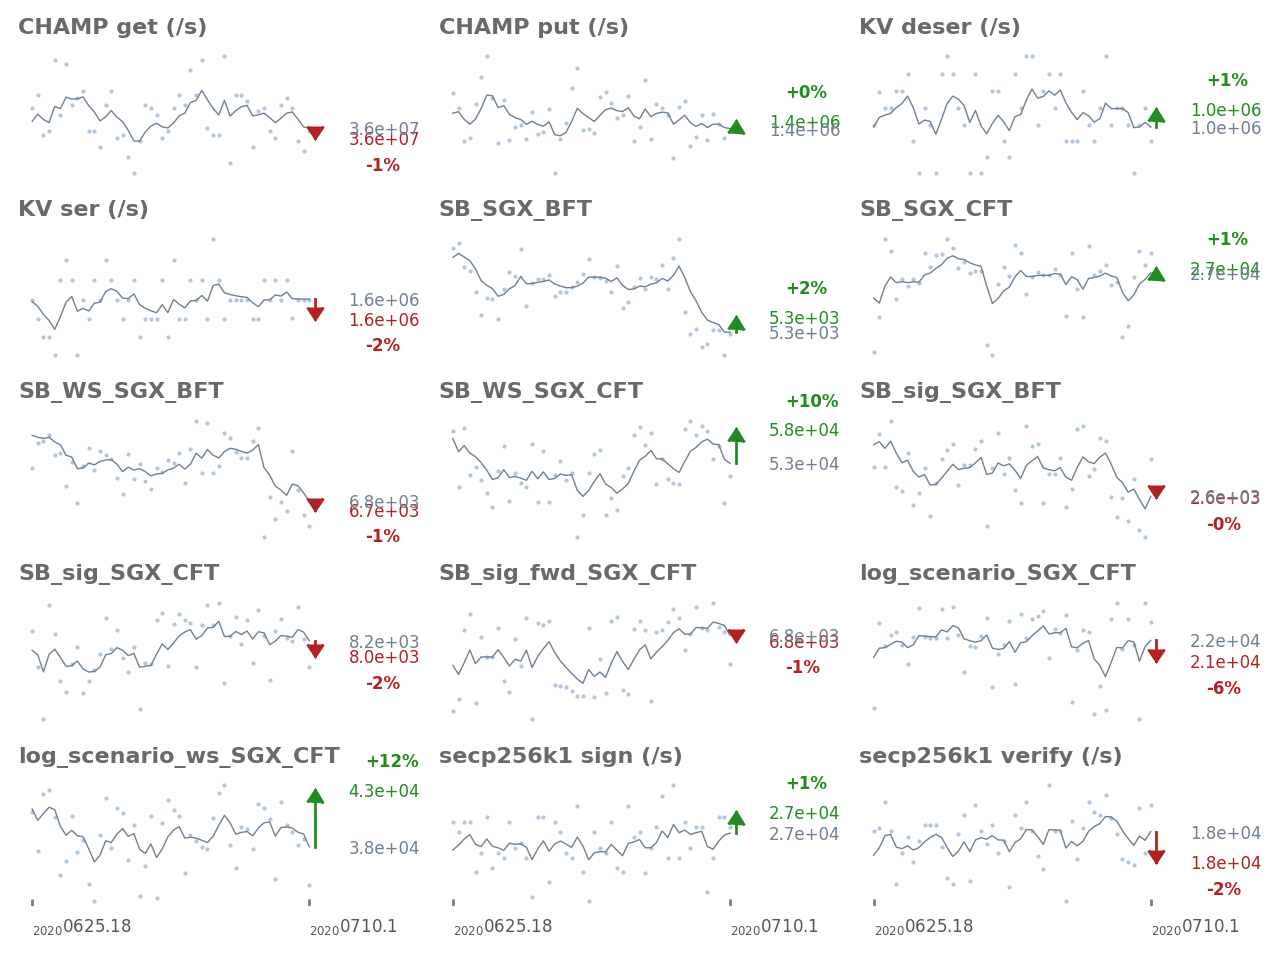 CHAMP get (/s)
3.6e+07
3.6e+07
-1%
CHAMP put (/s)
+0%
1.4e+06
1.4e+06
KV deser (/s)
+1%
1.0e+06
1.0e+06
KV ser (/s)
1.6e+06
1.6e+06
-2%
SB_SGX_BFT
+2%
5.3e+03
5.3e+03
SB_SGX_CFT
+1%
2.7e+04
2.7e+04
SB_WS_SGX_BFT
6.8e+03
6.7e+03
-1%
SB_WS_SGX_CFT
+10%
5.8e+04
5.3e+04
SB_sig_SGX_BFT
2.6e+03
2.6e+03
-0%
SB_sig_SGX_CFT
8.2e+03
8.0e+03
-2%
SB_sig_fwd_SGX_CFT
6.8e+03
6.8e+03
-1%
log_scenario_SGX_CFT
2.2e+04
2.1e+04
-6%
log_scenario_ws_SGX_CFT
+12%
4.3e+04
3.8e+04
secp256k1 sign (/s)
+1%
2.7e+04
2.7e+04
secp256k1 verify (/s)
1.8e+04
1.8e+04
-2%
20200625.18 20200710.1
20200625.18 20200710.1
20200625.18 20200710.1